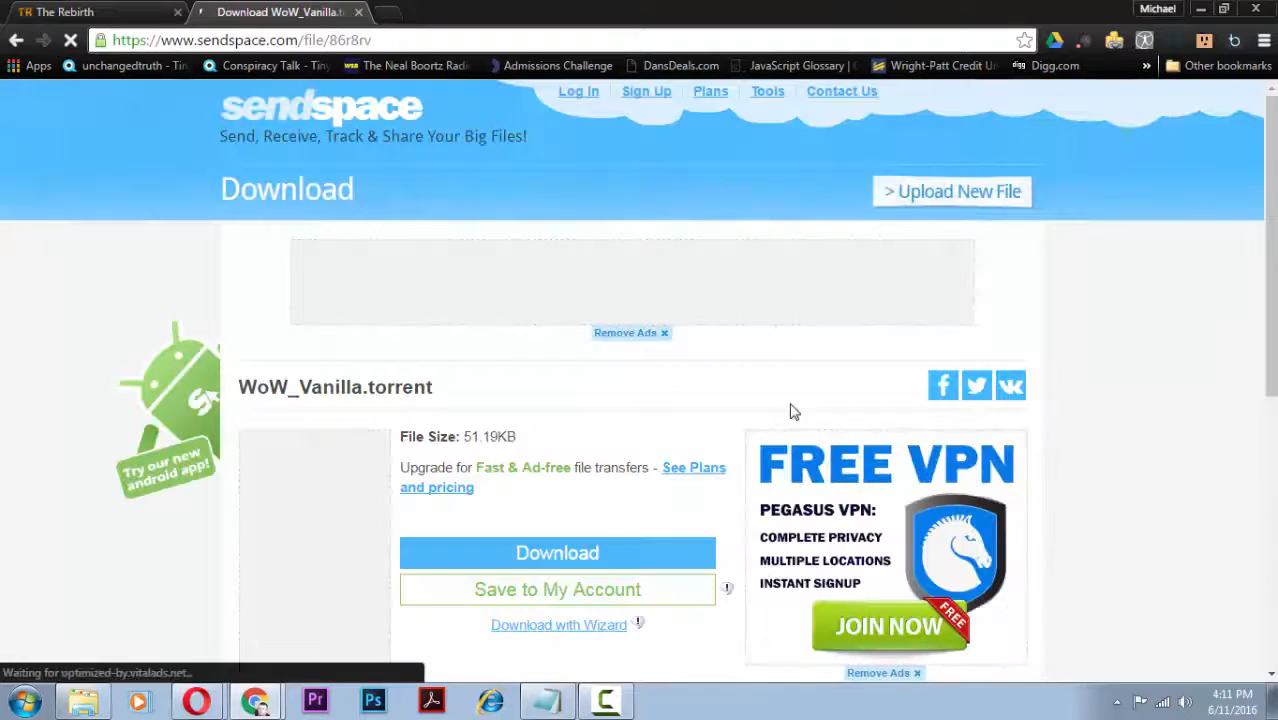 TR The Rebirth
Download WoW_Vanilla.t
Michael
https://www.sendspace.com/file/86r8rv
Apps
unchangedtruth - Tin
Conspiracy Talk - Tiny
WSB The Neal Boortz Radi
Admissions Challenge
DansDeals.com
JavaScript Glossary | C
Wright-Patt Credit Un
Digg.com
»
Other bookmarks
sendspace
Log In
Sign Up
Plans
Tools
Contact Us
Send, Receive, Track & Share Your Big Files!
Download
> Upload New File
Remove Ads ×
WoW_Vanilla.torrent
File Size: 51.19KB
Upgrade for Fast & Ad-free file transfers - See Plans
and pricing
Try our new
android app!
Download
Save to My Account
Download with Wizard
FREE VPN
PEGASUS VPN:
COMPLETE PRIVACY
MULTIPLE LOCATIONS
INSTANT SIGNUP
JOIN NOW
FREE
Remove Ads ×
Waiting for optimized-by.vitalads.net...
Pr
Ps
4:11 PM
6/11/2016